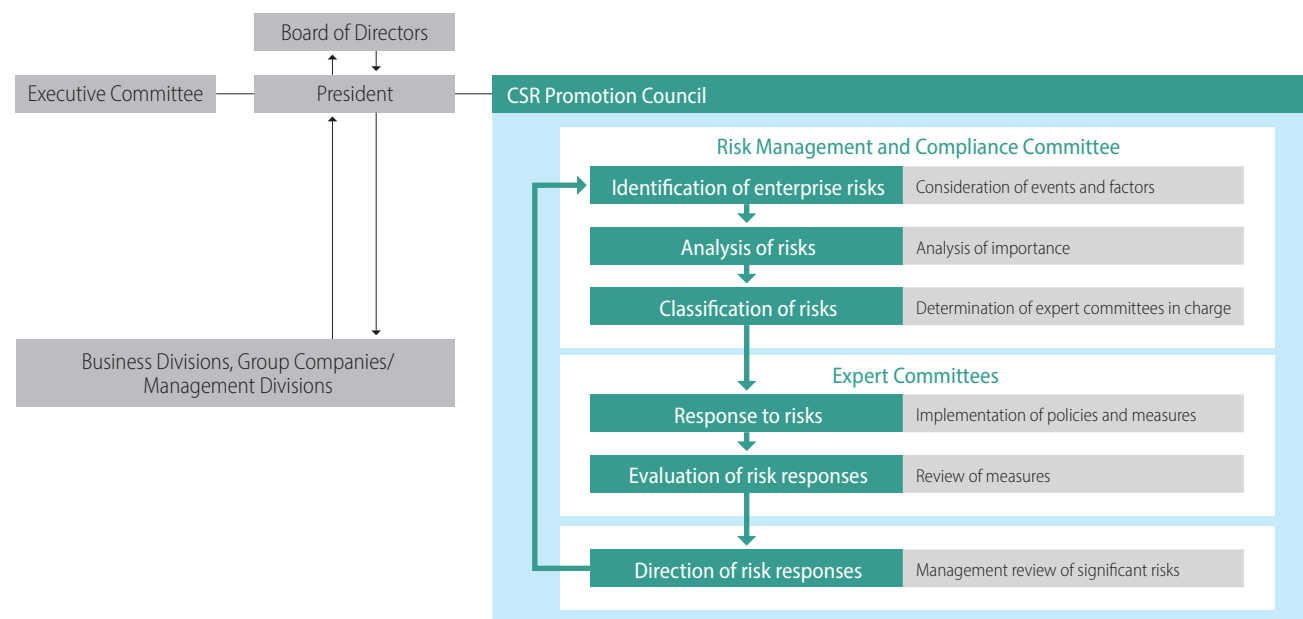 Board of Directors
Executive Committee
President
CSR Promotion Council
Risk Management and Compliance Committee
Identification of enterprise risks
Consideration of events and factors
Analysis of risks
Analysis of importance
Classification of risks
Determination of expert committees in charge
Business Divisions, Group Companies/
Management Divisions
Expert Committees
Response to risks
Implementation of policies and measures
Evaluation of risk responses
Review of measures
Direction of risk responses
Management review of significant risks